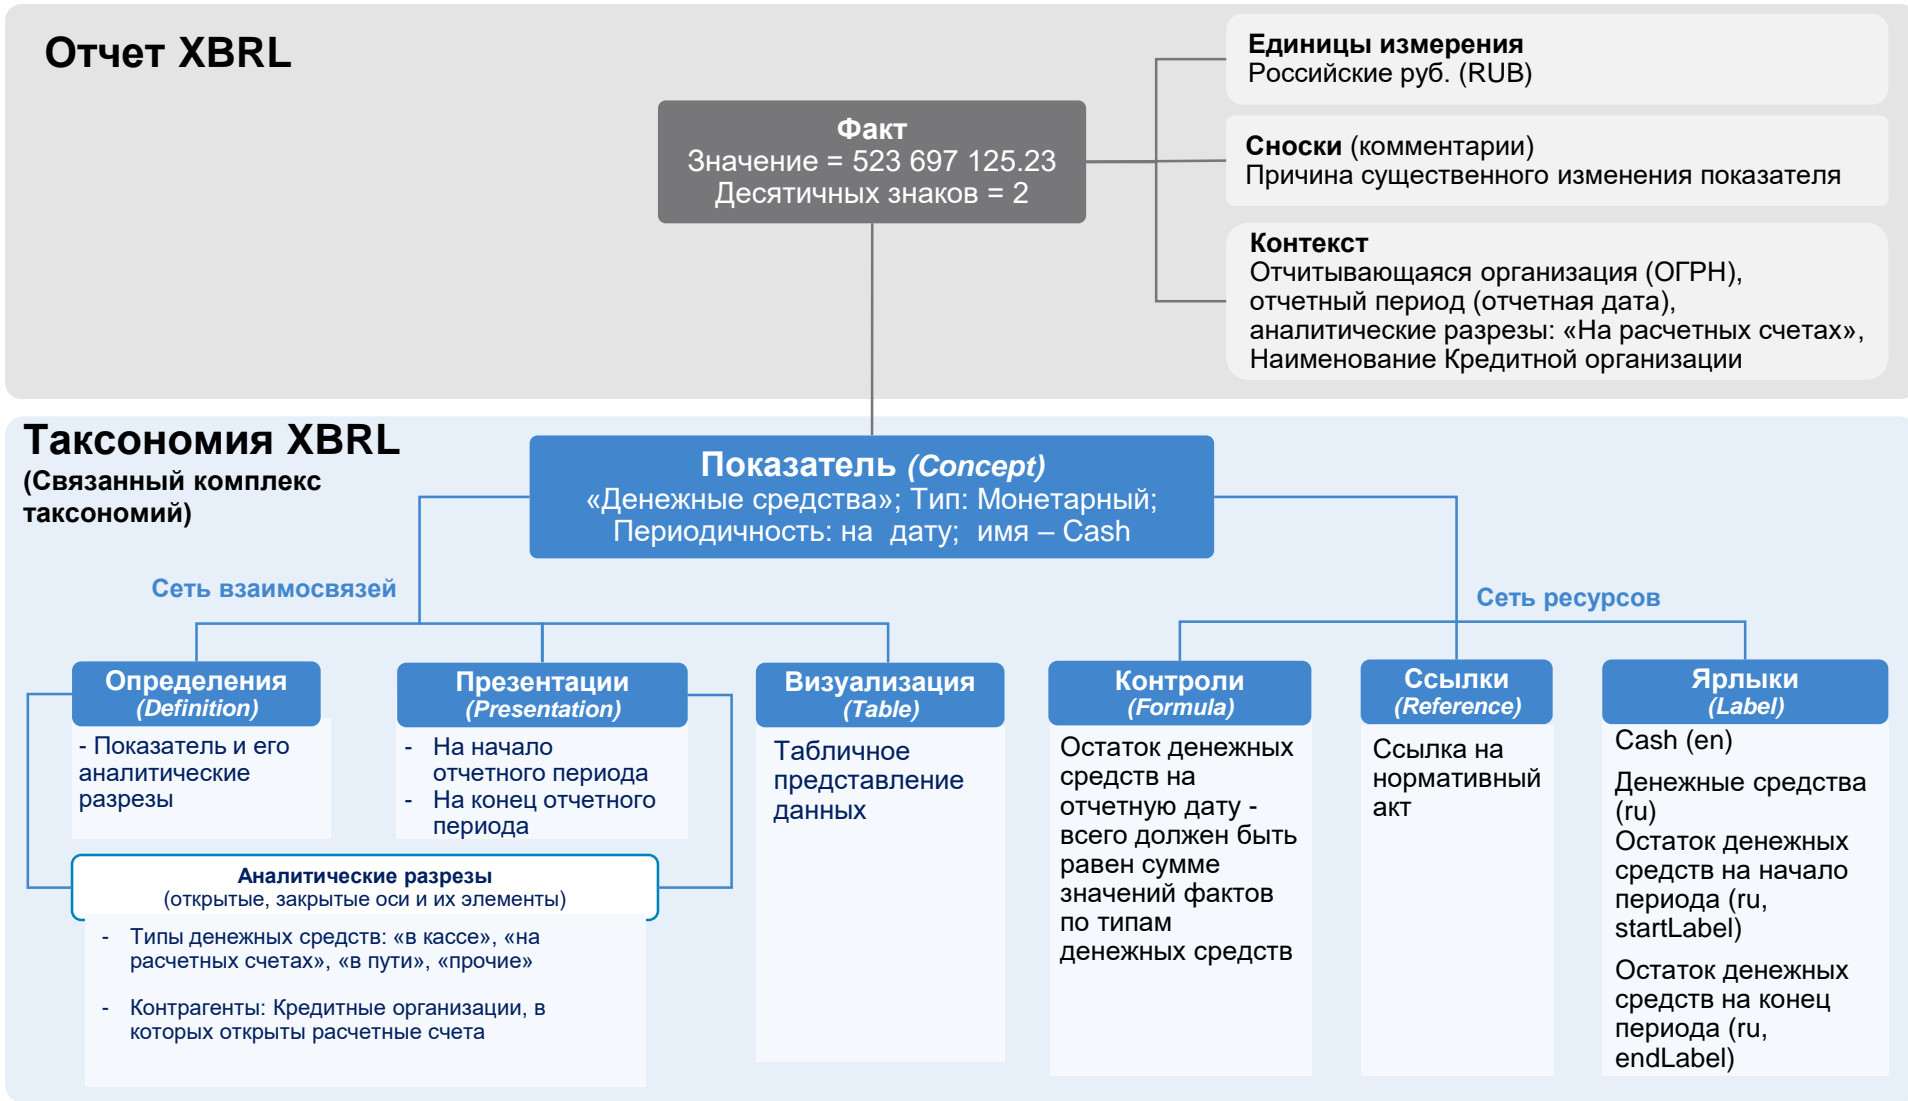 Отчет XBRL
Факт
Значение = 523 697 125.23
Десятичных знаков = 2
Единицы измерения
Российские руб. (RUB)
Сноски (комментарии)
Причина существенного изменения показателя
Контекст
Отчитывающаяся организация (ОГРН),
отчетный период (отчетная дата),
аналитические разрезы: «На расчетных счетах»,
Наименование Кредитной организации
Таксономия XBRL
(Связанный комплекс
таксономий)
Показатель (Concept)
«Денежные средства»; Тип: Монетарный;
Периодичность: на дату; имя – Cash
Сеть взаимосвязей
Сеть ресурсов
Определения
(Definition)
- Показатель и его
аналитические
разрезы
Презентации
(Presentation)
- На начало
отчетного периода
- На конец отчетного
периода
Аналитические разрезы
(открытые, закрытые оси и их элементы)
- Типы денежных средств: «в кассе», «на
расчетных счетах», «в пути», «прочие»
- Контрагенты: Кредитные организации, в
которых открыты расчетные счета
Визуализация
(Table)
Табличное
представление
данных
Контроли
(Formula)
Остаток денежных
средств на
отчетную дату -
всего должен быть
равен сумме
значений фактов
по типам
денежных средств
Ссылки
(Reference)
Ссылка на
нормативный
акт
Ярлыки
(Label)
Cash (en)
Денежные средства
(ru)
Остаток денежных
средств на начало
периода (ru,
startLabel)
Остаток денежных
средств на конец
периода (ru,
endLabel)